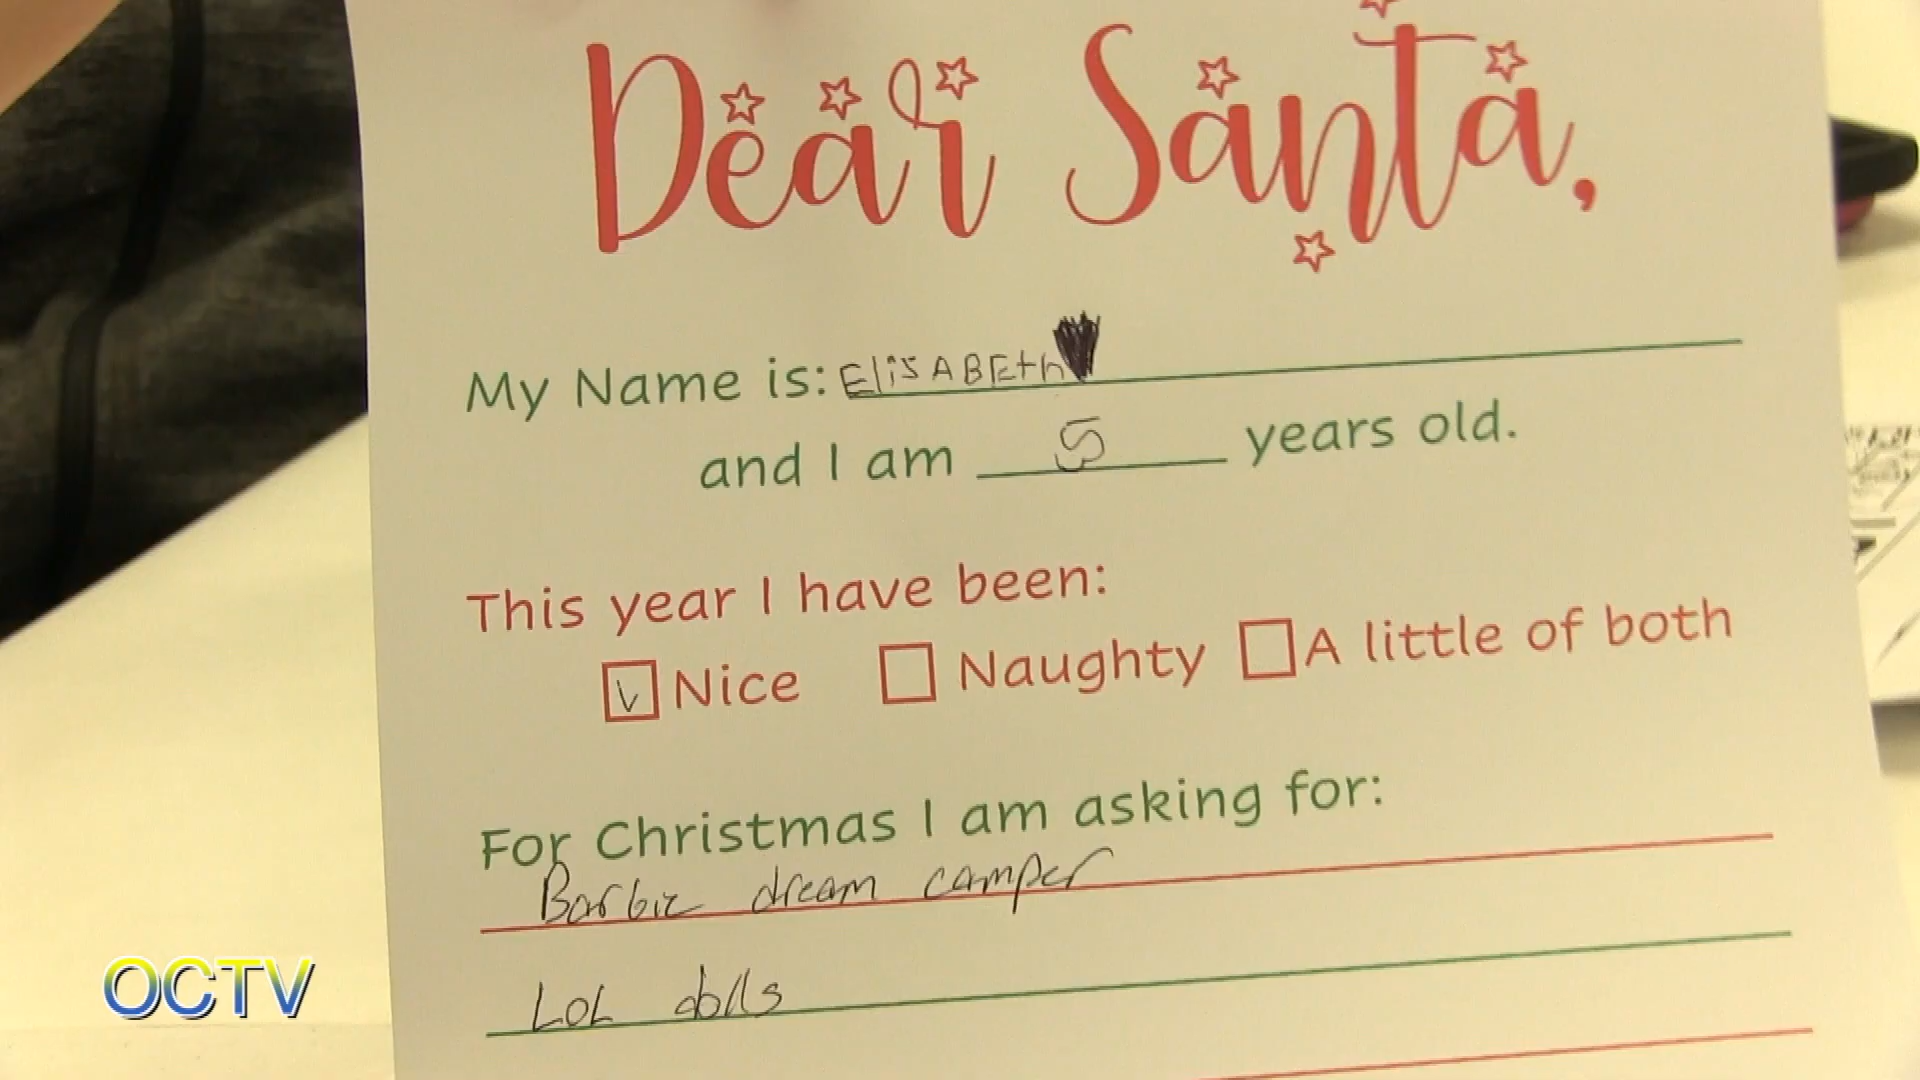 Dear Santa,
My Name is: ElisABEth
and I am 5 years old.
This year I have been:
Nice Naughty A little of both
For Christmas I am asking for:
Barbie dream camper
LOL dolls
OCTV